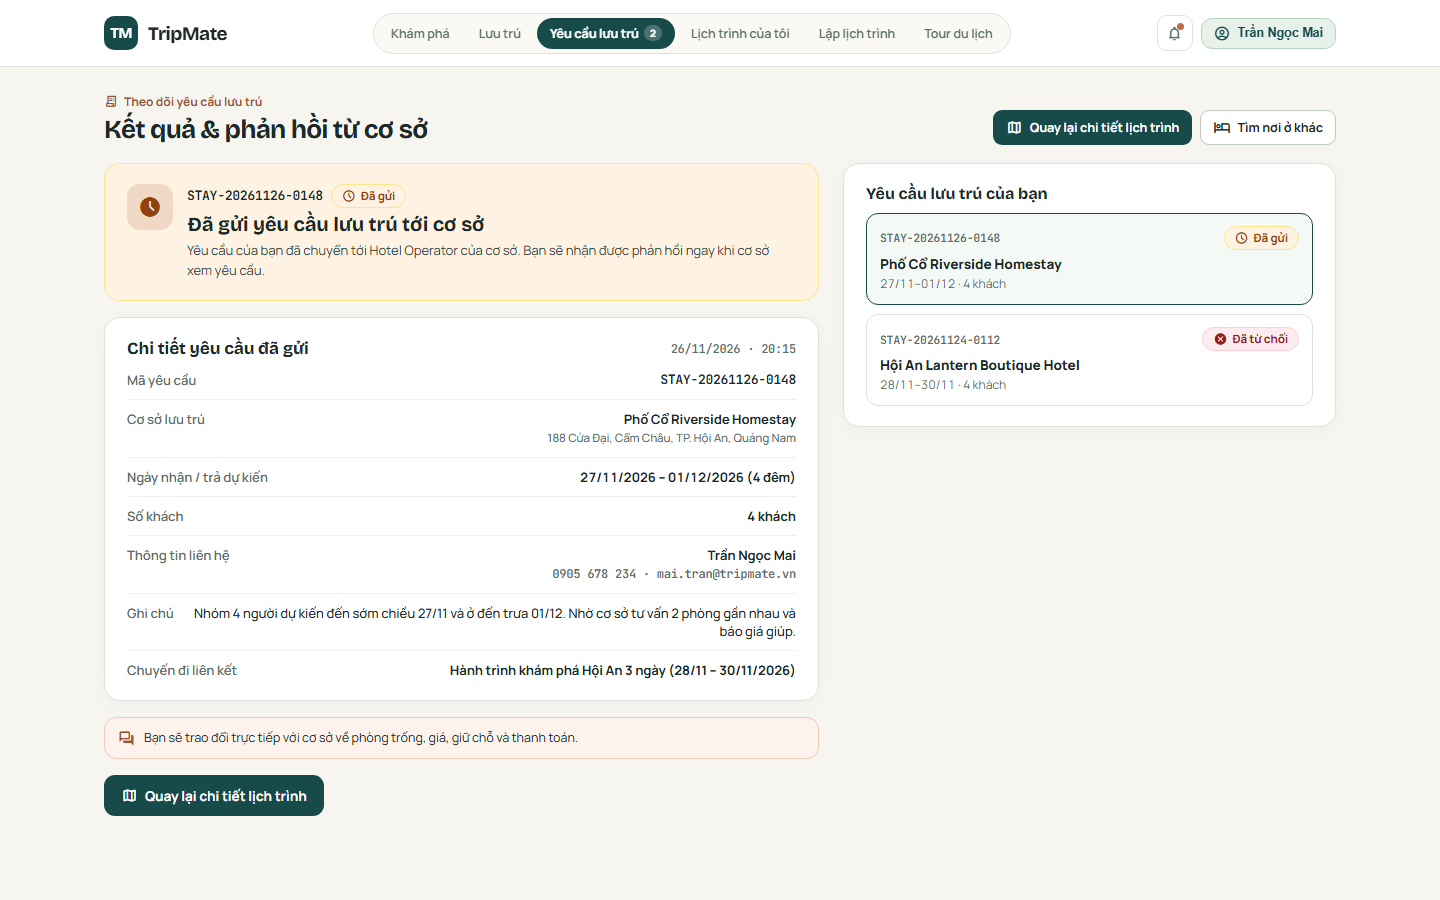 TM TripMate
Khám phá
Lưu trú
Yêu cầu lưu trú 2
Lịch trình của tôi
Lập lịch trình
Tour du lịch
Trần Ngọc Mai
Theo dõi yêu cầu lưu trú
Kết quả & phản hồi từ cơ sở
Quay lại chi tiết lịch trình
Tìm nơi ở khác
STAY-20261126-0148 Đã gửi
Đã gửi yêu cầu lưu trú tới cơ sở
Yêu cầu của bạn đã chuyển tới Hotel Operator của cơ sở. Bạn sẽ nhận được phản hồi ngay khi cơ sở
xem yêu cầu.
Chi tiết yêu cầu đã gửi 26/11/2026 · 20:15
Mã yêu cầu STAY-20261126-0148
Cơ sở lưu trú Phố Cổ Riverside Homestay
188 Cửa Đại, Cẩm Châu, TP. Hội An, Quảng Nam
Ngày nhận / trả dự kiến 27/11/2026 – 01/12/2026 (4 đêm)
Số khách 4 khách
Thông tin liên hệ Trần Ngọc Mai
0905 678 234 · mai.tran@tripmate.vn
Ghi chú Nhóm 4 người dự kiến đến sớm chiều 27/11 và ở đến trưa 01/12. Nhờ cơ sở tư vấn 2 phòng gần nhau và
báo giá giúp.
Chuyến đi liên kết Hành trình khám phá Hội An 3 ngày (28/11 – 30/11/2026)
Bạn sẽ trao đổi trực tiếp với cơ sở về phòng trống, giá, giữ chỗ và thanh toán.
Quay lại chi tiết lịch trình
Yêu cầu lưu trú của bạn
STAY-20261126-0148 Đã gửi
Phố Cổ Riverside Homestay
27/11–01/12 · 4 khách
STAY-20261124-0112 Đã từ chối
Hội An Lantern Boutique Hotel
28/11–30/11 · 4 khách